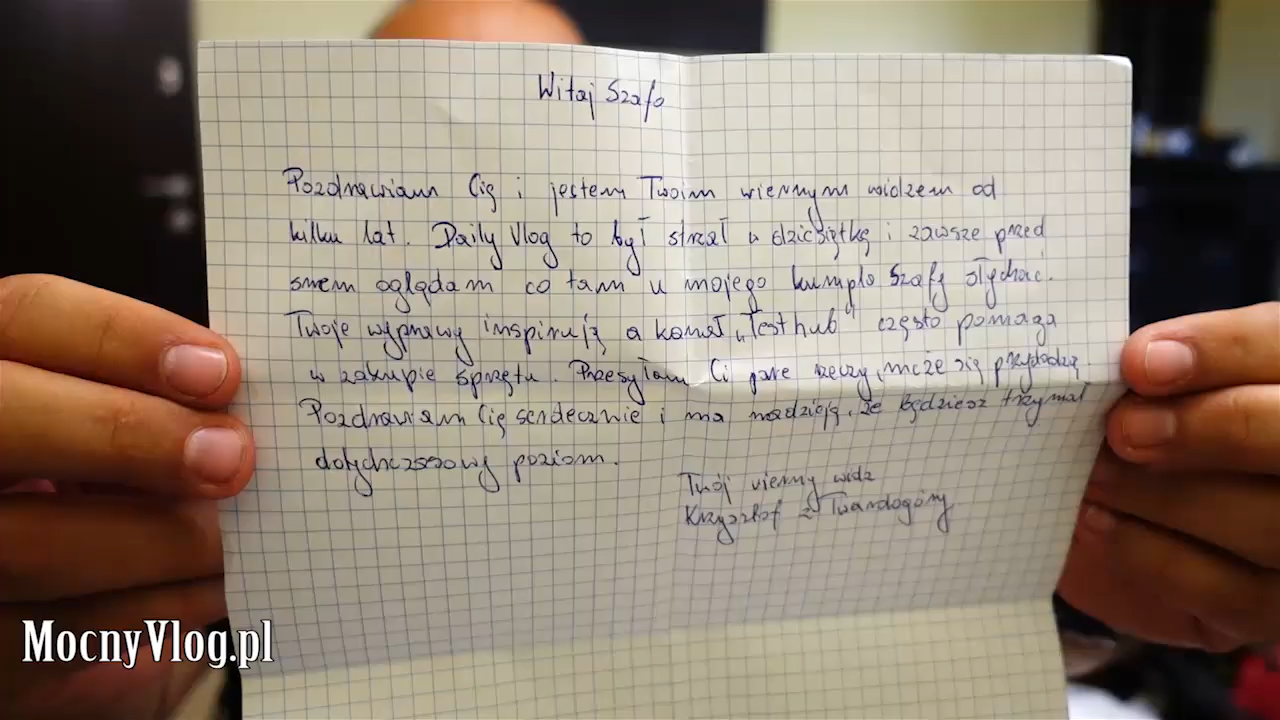 Witaj Szafo
Pozdrawiam Cię i jestem Twoim wiernym widzem od
kilku lat. Daily Vlog to był strzał w dziesiątkę i zawsze przed
snem oglądam co tam u mojego kumpla Szafy słychać.
Twoje wyprawy inspirują a kanał „Testhub" często pomaga
w zakupie sprzętu. Przesyłam Ci parę rzeczy, może się przydadzą
Pozdrawiam Cię serdecznie i ma nadzieję, że będziesz trzymał
dotychczasowy poziom.
Twój wierny widz
Krzysztof z Twardogóry
MocnyVlog.pl